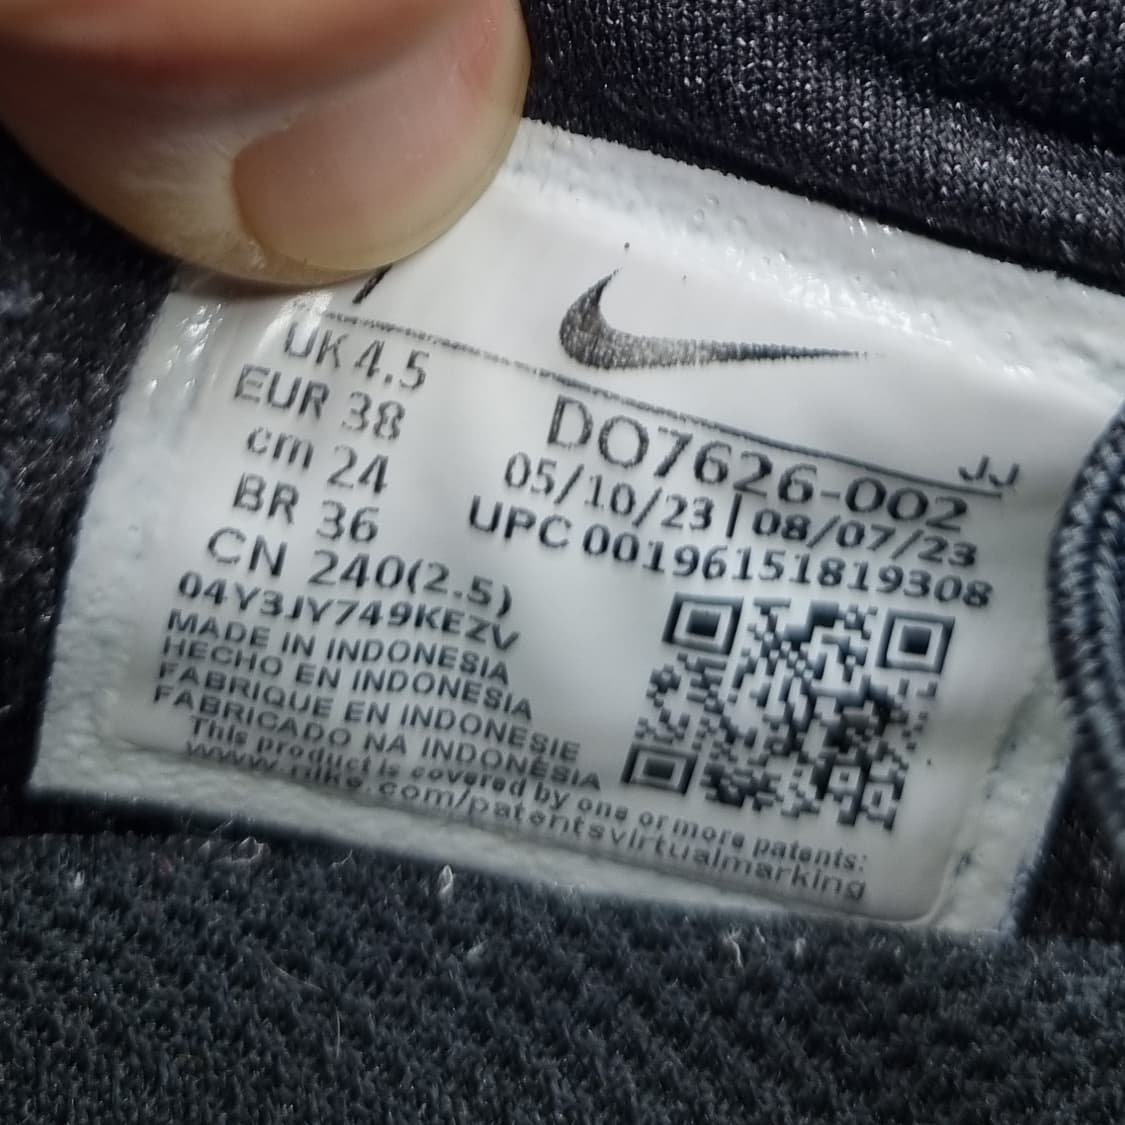 UK 4.5
EUR 38
cm 24
BR 36
CN 240(2.5)
04Y3JY749KEZV
MADE IN INDONESIA
HECHO EN INDONESIA
FABRIQUE EN INDONESIE
FABRICADO NA INDONÉSIA
This product is covered by one or more patents:
www.nike.com/patentsvirtualmarking
JJ
DO7626-002
05/10/23 | 08/07/23
UPC 00196151819308